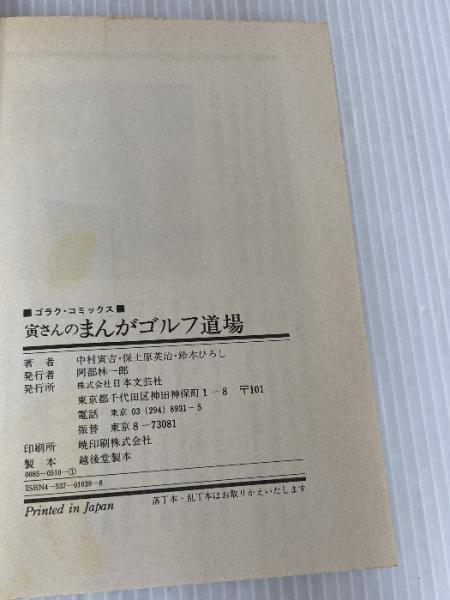 ■ゴラク・コミックス■
寅さんのまんがゴルフ道場
著者 中村寅吉・保土原英治・鈴木ひろし
発行者 阿部林一郎
発行所 株式会社日本文芸社
東京都千代田区神田神保町1－8 〒101
電話 東京 03 (294) 8931－5
振替 東京 8－73081
印刷所 暁印刷株式会社
製本 越後堂製本
0085－0510－①
ISBN4－537－01039－8
Printed in Japan
落丁本・乱丁本はお取りかえいたします